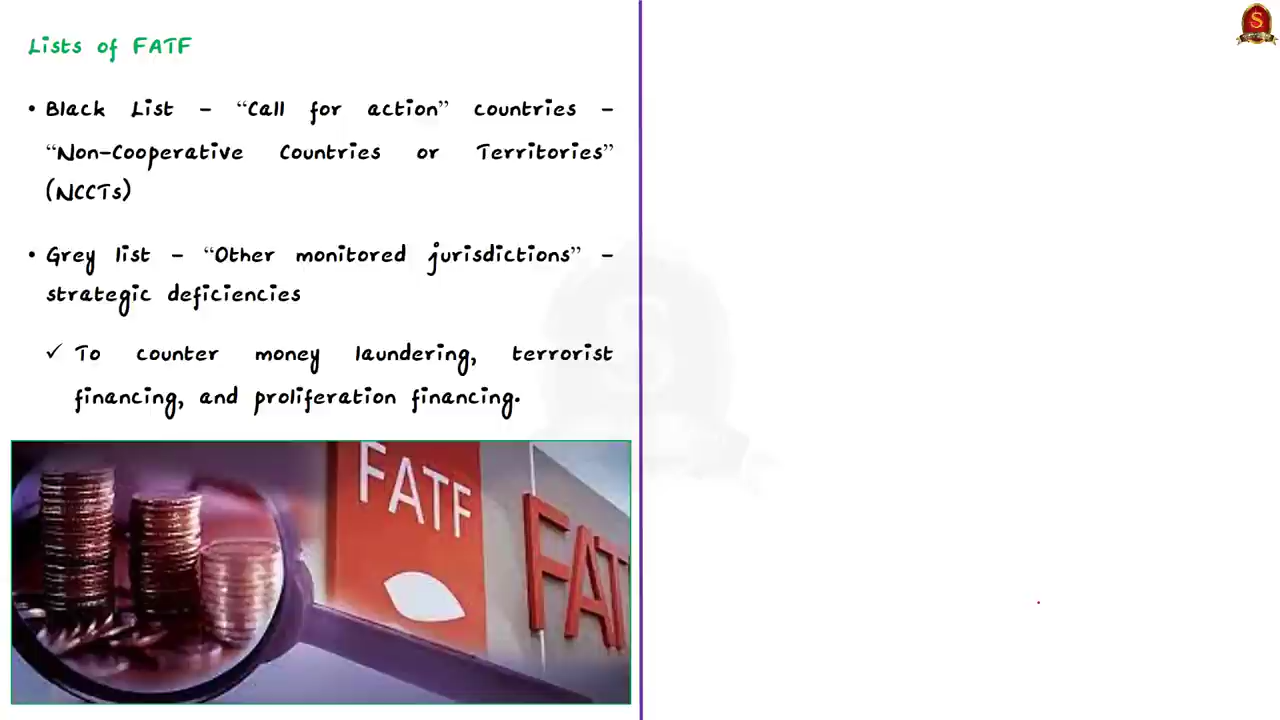 Lists of FATF
• Black List – “Call for action” countries –
“Non-Cooperative Countries or Territories”
(NCCTs)
• Grey list – “Other monitored jurisdictions” –
strategic deficiencies
✓ To counter money laundering, terrorist
financing, and proliferation financing.
FATF
FAT
S
S